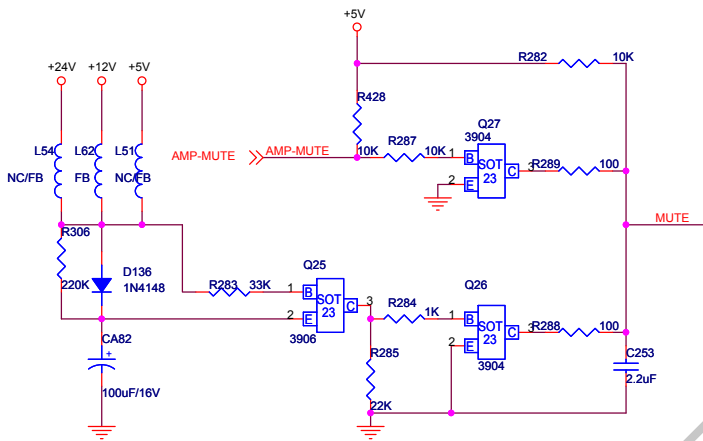 +5V
+24V +12V +5V
R282 10K
R428
Q27
3904
L54 L62 L51
AMP-MUTE AMP-MUTE
10K R287 10K 1 B
SOT
23
C 3 R289 100
2 E
NC/FB FB NC/FB
MUTE
R306
220K
D136
1N4148
R283 33K
Q25
1 B
SOT
23
C 3
2 E
3906
R284 1K
Q26
1 B
SOT
23
C 3 R288 100
2 E
3904
CA82
+
100uF/16V
R285
22K
C253
2.2uF